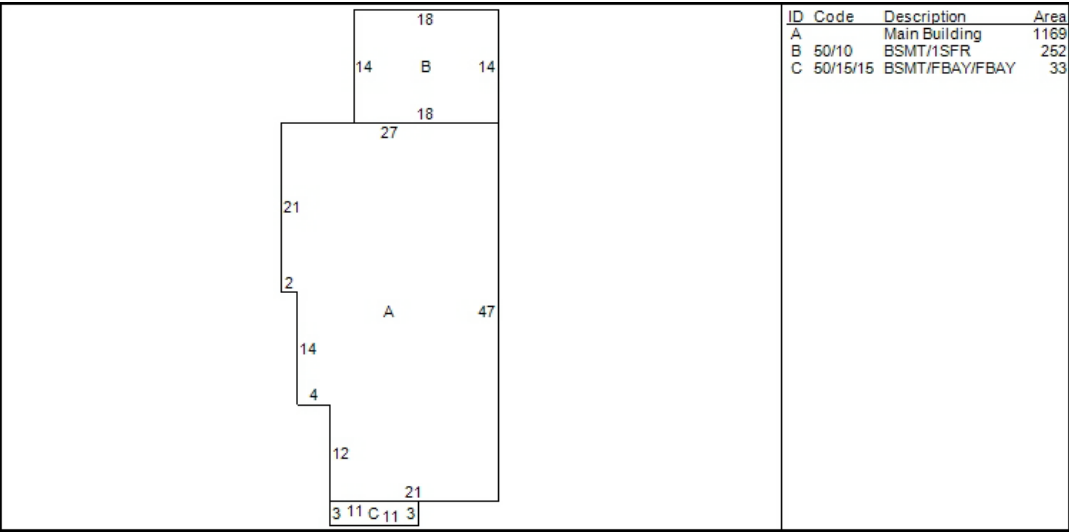 18
14 B 14
18
27
21
2
A 47
14
4
12
21
3 11 C 11 3
ID Code Description Area
A Main Building 1169
B 50/10 BSMT/1SFR 252
C 50/15/15 BSMT/FBAY/FBAY 33